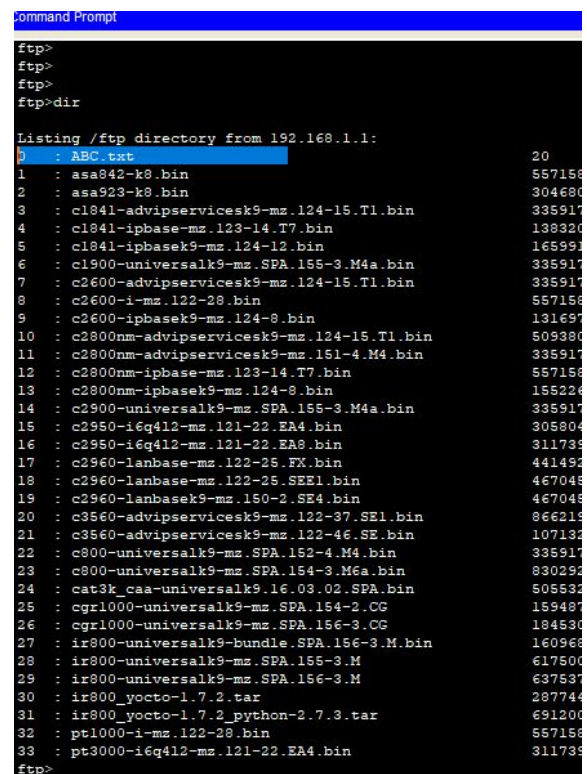 Command Prompt
ftp>
ftp>
ftp>
ftp>dir
Listing /ftp directory from 192.168.1.1:
0 : ABC.txt 20
1 : asa842-k8.bin 557158
2 : asa923-k8.bin 304680
3 : c1841-advipservicesk9-mz.124-15.T1.bin 335917
4 : c1841-ipbase-mz.123-14.T7.bin 138320
5 : c1841-ipbasek9-mz.124-12.bin 165991
6 : c1900-universalk9-mz.SPA.155-3.M4a.bin 335917
7 : c2600-advipservicesk9-mz.124-15.T1.bin 335917
8 : c2600-i-mz.122-28.bin 557158
9 : c2600-ipbasek9-mz.124-8.bin 131697
10 : c2800nm-advipservicesk9-mz.124-15.T1.bin 509380
11 : c2800nm-advipservicesk9-mz.151-4.M4.bin 335917
12 : c2800nm-ipbase-mz.123-14.T7.bin 557158
13 : c2800nm-ipbasek9-mz.124-8.bin 155226
14 : c2900-universalk9-mz.SPA.155-3.M4a.bin 335917
15 : c2950-i6q4l2-mz.121-22.EA4.bin 305804
16 : c2950-i6q4l2-mz.121-22.EA8.bin 311739
17 : c2960-lanbase-mz.122-25.FX.bin 441492
18 : c2960-lanbase-mz.122-25.SEE1.bin 467045
19 : c2960-lanbasek9-mz.150-2.SE4.bin 467045
20 : c3560-advipservicesk9-mz.122-37.SE1.bin 866219
21 : c3560-advipservicesk9-mz.122-46.SE.bin 107132
22 : c800-universalk9-mz.SPA.152-4.M4.bin 335917
23 : c800-universalk9-mz.SPA.154-3.M6a.bin 830292
24 : cat3k_caa-universalk9.16.03.02.SPA.bin 505532
25 : cgr1000-universalk9-mz.SPA.154-2.CG 159487
26 : cgr1000-universalk9-mz.SPA.156-3.CG 184530
27 : ir800-universalk9-bundle.SPA.156-3.M.bin 160968
28 : ir800-universalk9-mz.SPA.155-3.M 617500
29 : ir800-universalk9-mz.SPA.156-3.M 637537
30 : ir800_yocto-1.7.2.tar 287744
31 : ir800_yocto-1.7.2_python-2.7.3.tar 691200
32 : pt1000-i-mz.122-28.bin 557158
33 : pt3000-i6q4l2-mz.121-22.EA4.bin 311739
ftp>